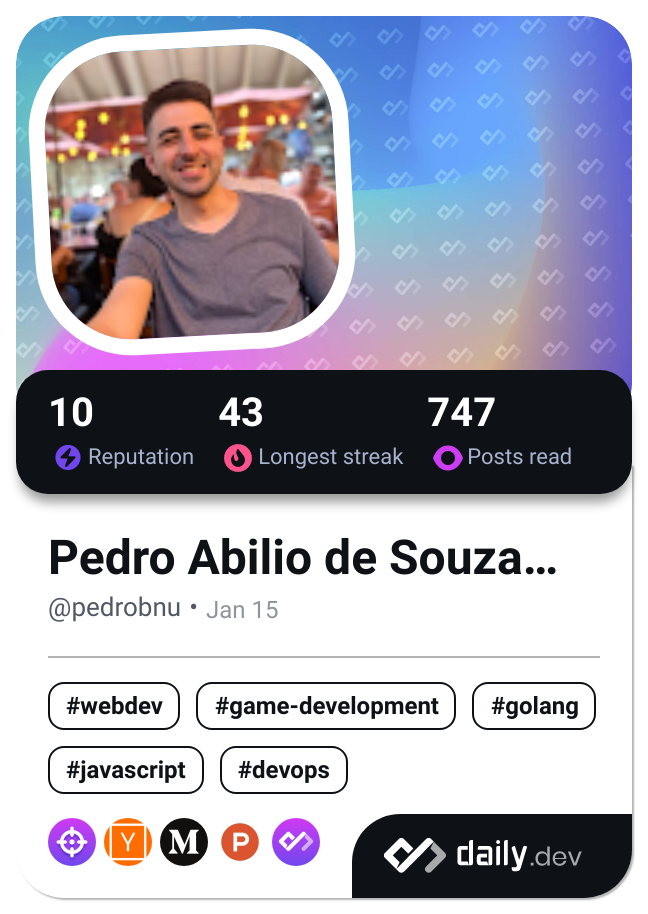 10 43 747
Reputation Longest streak Posts read
Pedro Abilio de Souza...
@pedrobnu • Jan 15
#webdev #game-development #golang
#javascript #devops
Y M P daily.dev